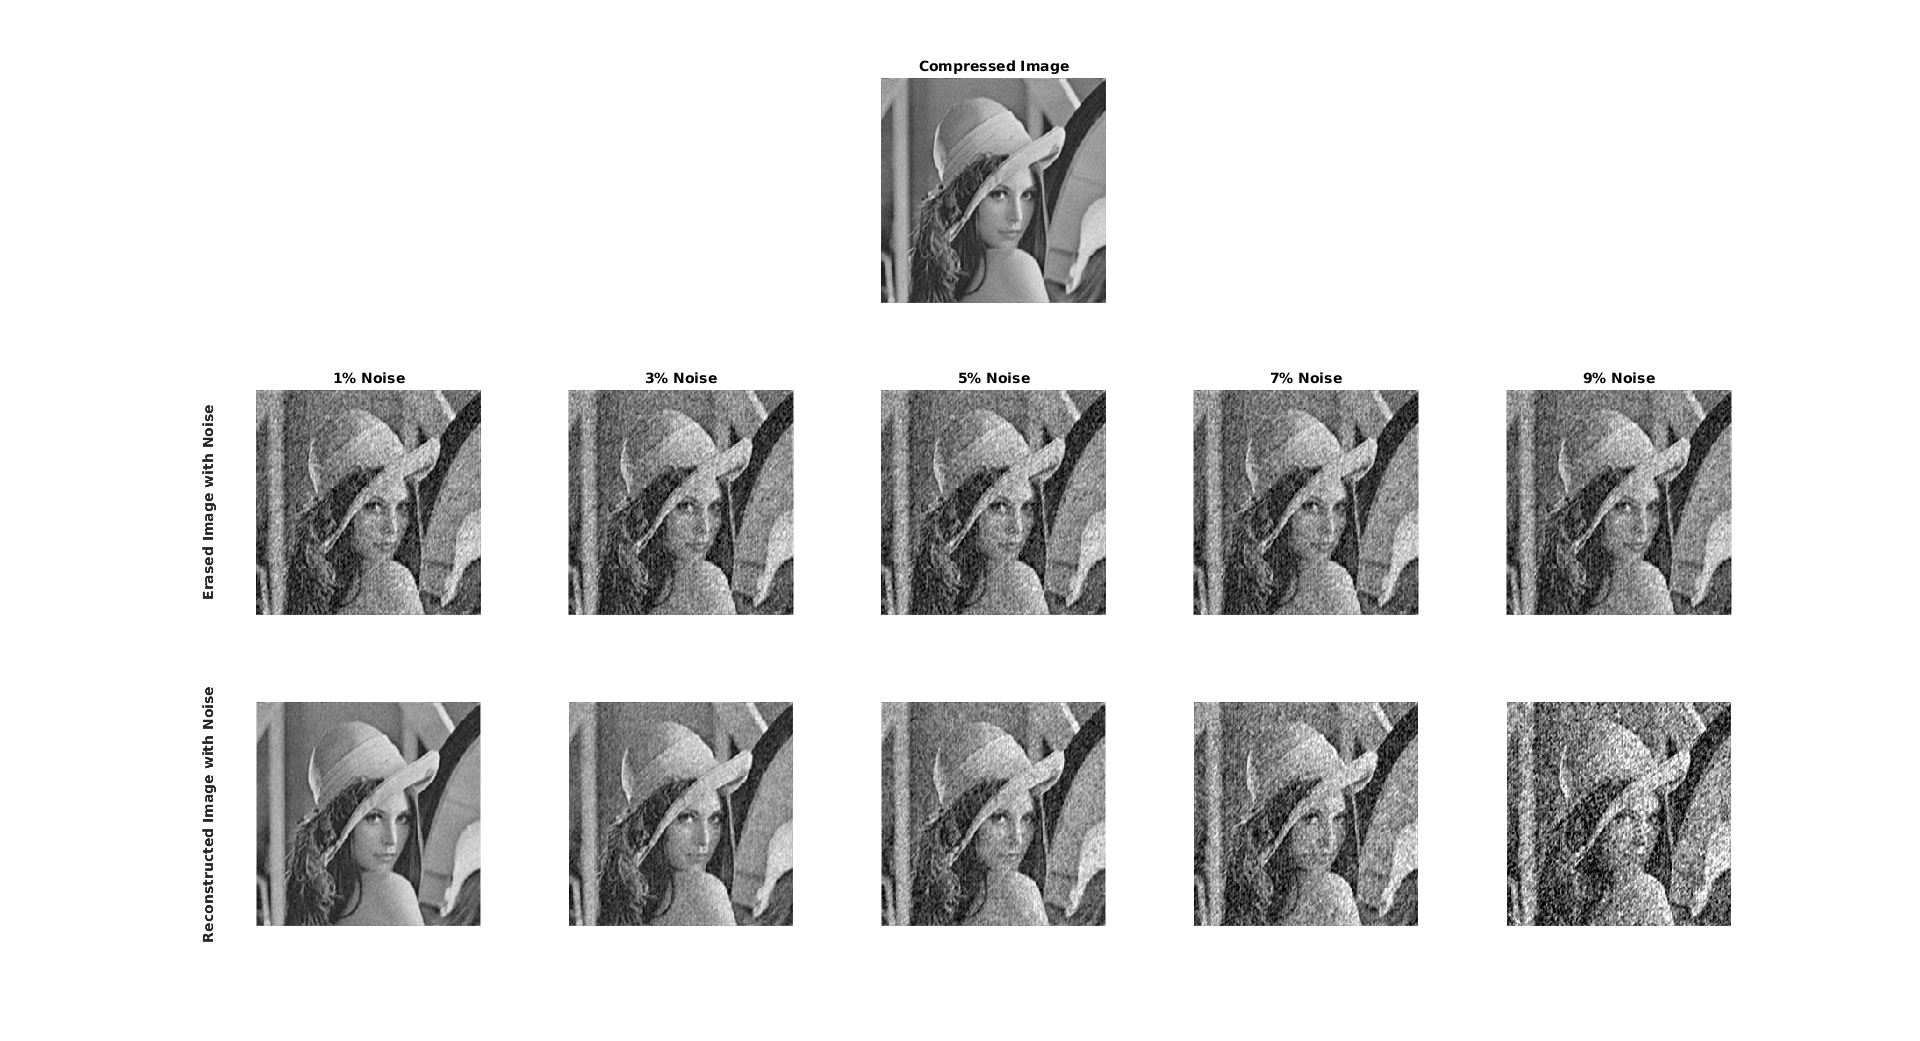 Compressed Image
1% Noise
3% Noise
5% Noise
7% Noise
9% Noise
Erased Image with Noise
Reconstructed Image with Noise